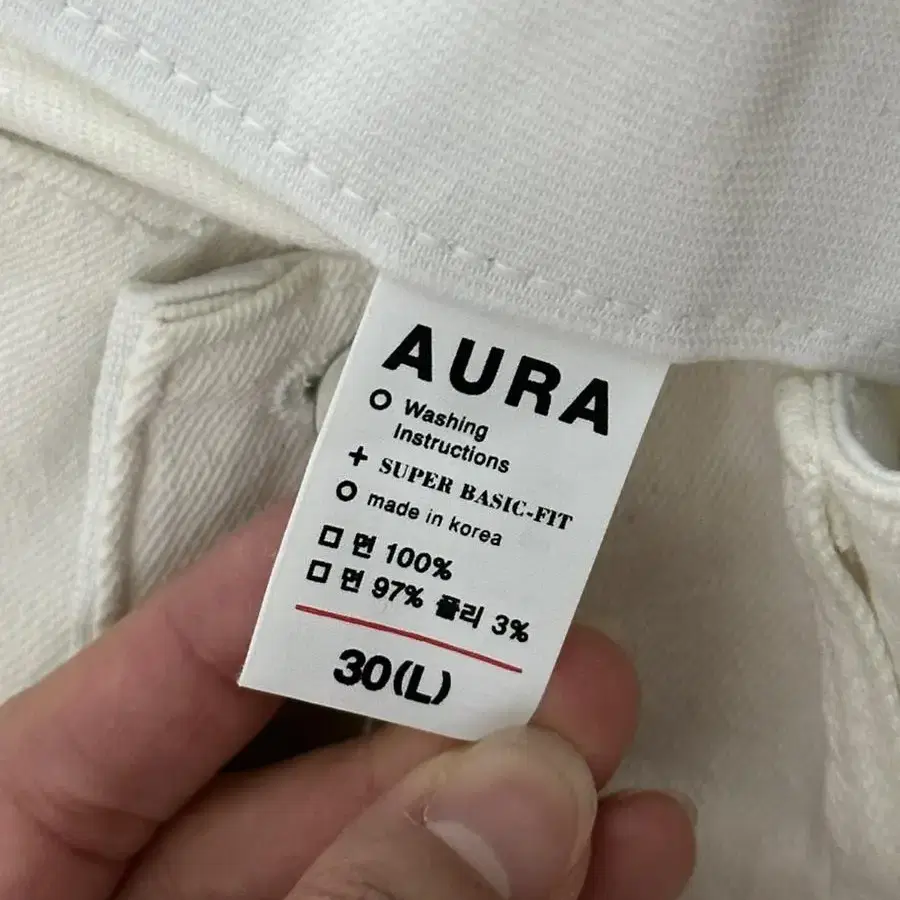 AURA
Washing
Instructions
SUPER BASIC-FIT
made in korea
면 100%
면 97% 폴리 3%
30(L)